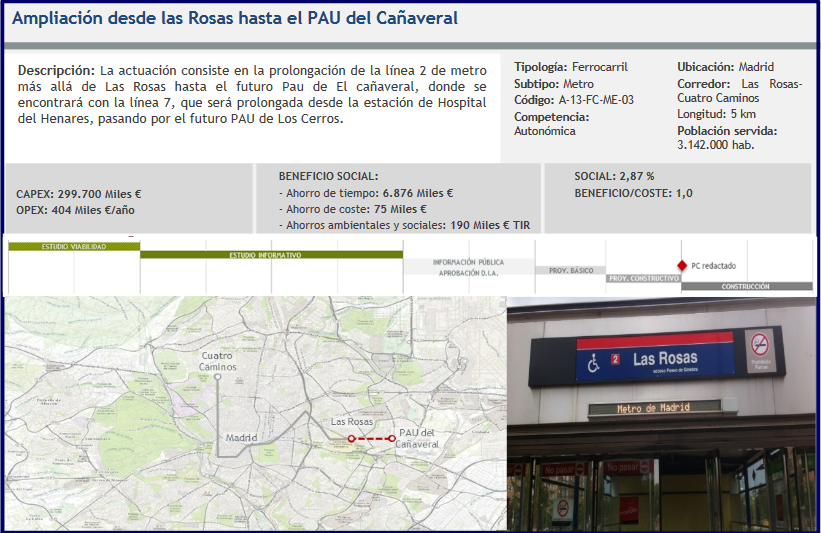 Ampliación desde las Rosas hasta el PAU del Cañaveral
Descripción: La actuación consiste en la prolongación de la línea 2 de metro
más allá de Las Rosas hasta el futuro Pau de El cañaveral, donde se
encontrará con la línea 7, que será prolongada desde la estación de Hospital
del Henares, pasando por el futuro PAU de Los Cerros.
Tipología: Ferrocarril
Subtipo: Metro
Código: A-13-FC-ME-03
Competencia:
Autonómica
Ubicación: Madrid
Corredor: Las Rosas-
Cuatro Caminos
Longitud: 5 km
Población servida:
3.142.000 hab.
CAPEX: 299.700 Miles €
OPEX: 404 Miles €/año
BENEFICIO SOCIAL:
- Ahorro de tiempo: 6.876 Miles €
- Ahorro de coste: 75 Miles €
- Ahorros ambientales y sociales: 190 Miles € TIR
SOCIAL: 2,87 %
BENEFICIO/COSTE: 1,0
ESTUDIO VIABILIDAD
ESTUDIO INFORMATIVO
INFORMACIÓN PÚBLICA
APROBACIÓN D.I.A.
PROY. BÁSICO
PROY. CONSTRUCTIVO
PC redactado
CONSTRUCCIÓN
Cuatro
Caminos
Madrid
Las Rosas
PAU del
Cañaveral
2 Las Rosas
acceso Paseo de Ginebra
Prohibido
Fumar
Metro de Madrid
No pasar
No pasar